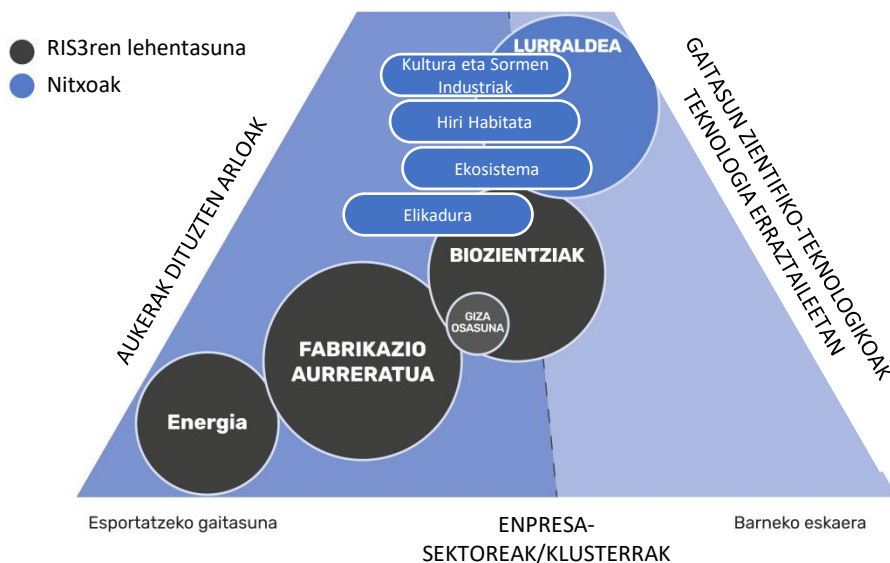 RIS3ren lehentasuna
Nitxoak
LURRALDEA
Kultura eta Sormen
Industriak
Hiri Habitata
Ekosistema
Elikadura
BIOZIENTZIAK
GIZA
OSASUNA
FABRIKAZIO
AURRERATUA
Energia
AUKERAK DITUZTEN ARLOAK
GAITASUN ZIENTIFIKO-TEKNOLOGIKOAK
TEKNOLOGIA ERRAZTAILEETAN
Esportatzeko gaitasuna
ENPRESA-
SEKTOREAK/KLUSTERRAK
Barneko eskaera